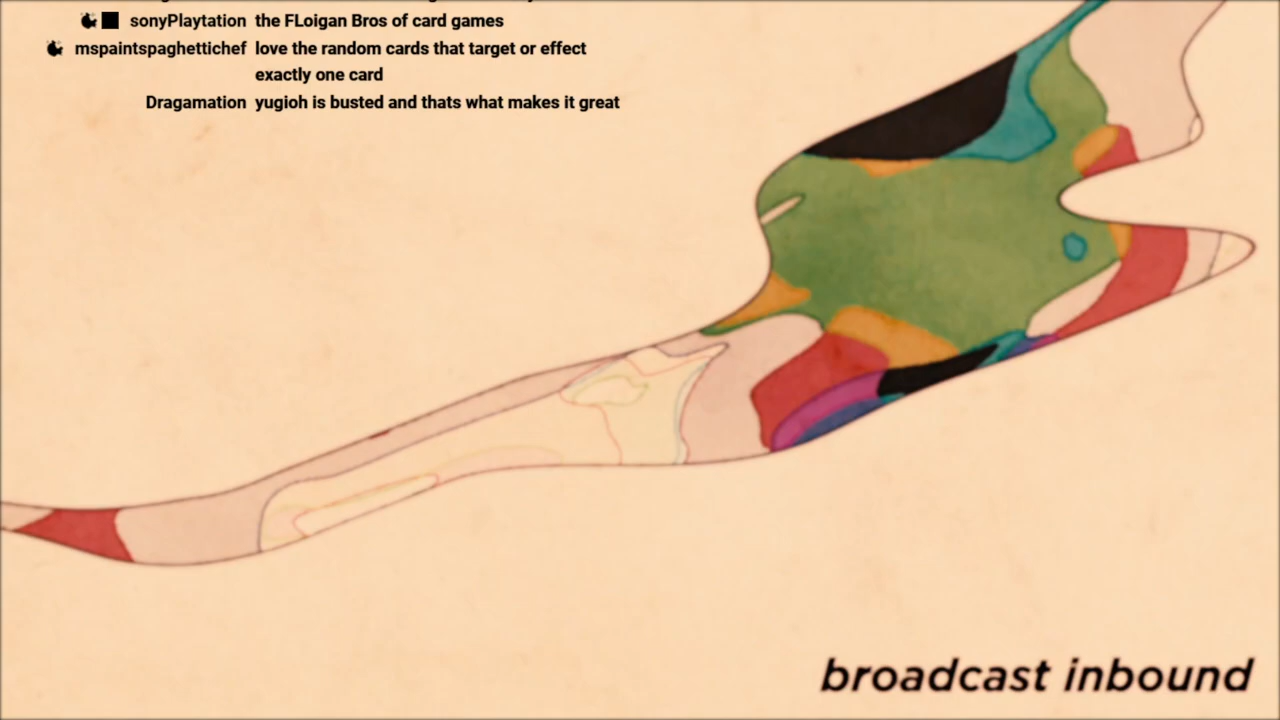 sonyPlaytation the FLoigan Bros of card games
mspaintspaghettichef love the random cards that target or effect
exactly one card
Dragamation yugioh is busted and thats what makes it great
broadcast inbound